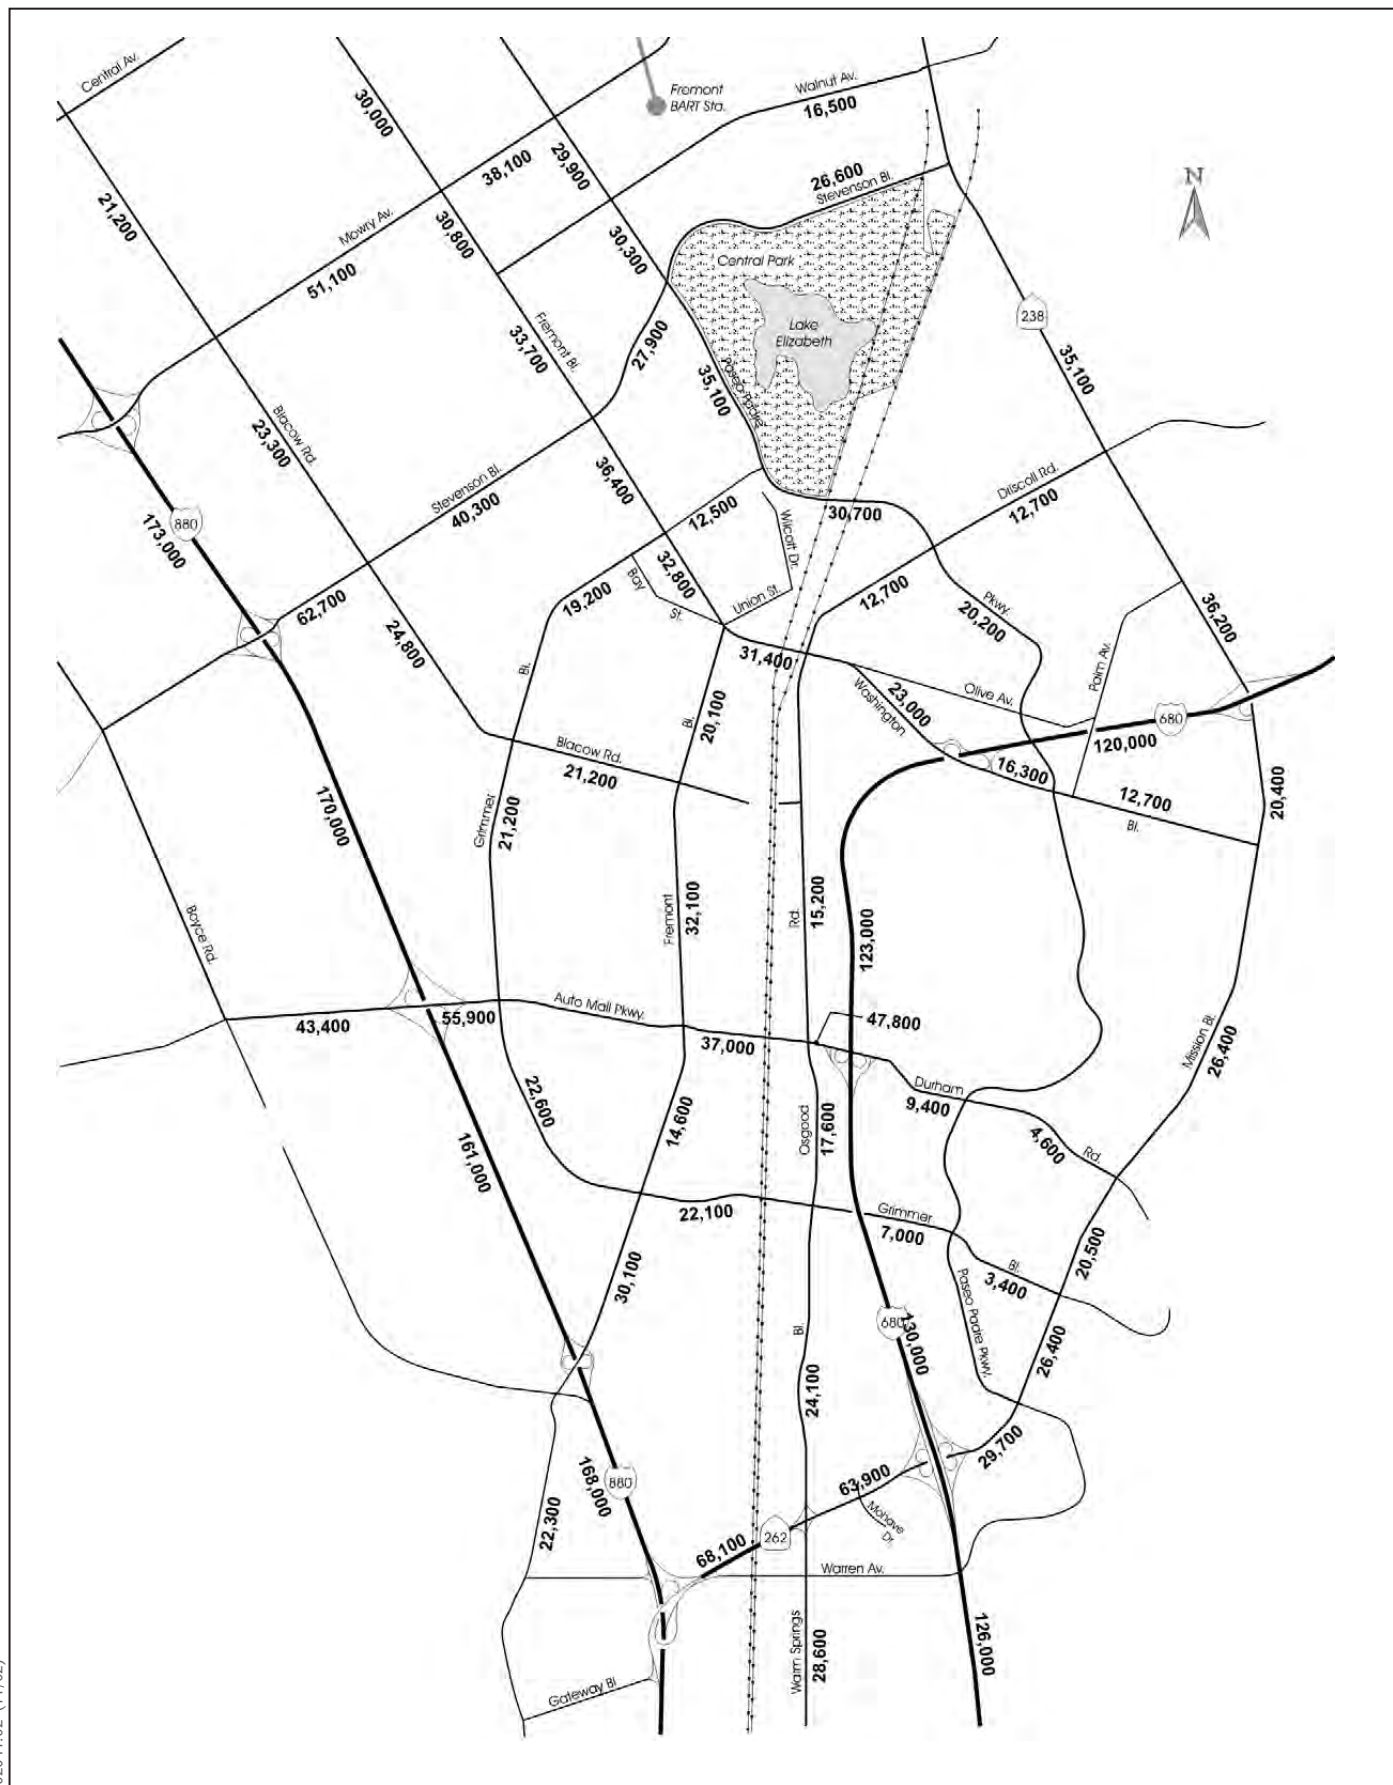 Central Av.
30,000
Fremont
BART Sta.
Walnut Av.
16,500
38,100
29,900
26,600
Stevenson Bl.
N
21,200
Mowry Av.
30,800
30,300
51,100
Central Park
238
Lake
Elizabeth
Fremont Bl.
33,700
27,900
35,100
Paseo Padre
35,100
Blacow Rd.
23,300
Stevenson Bl.
40,300
36,400
12,500
30,700
Driscoll Rd.
12,700
880
173,000
Wilcott Dr.
32,800
Bay
St.
Union St.
19,200
62,700
12,700
Pkwy.
20,200
36,200
24,800
31,400
Bl.
20,100
Bl.
Washington
23,000
Olive Av.
Palm Av.
680
120,000
Blacow Rd.
21,200
16,300
12,700
Bl.
20,400
170,000
Grimmer
21,200
Boyce Rd.
Fremont
32,100
Rd.
15,200
123,000
43,400
55,900
Auto Mall Pkwy.
37,000
47,800
Mission Bl.
26,400
22,600
14,600
Osgood
17,600
Durham
9,400
4,600
Rd.
161,000
22,100
Grimmer
7,000
Bl.
3,400
20,500
30,100
Paseo Padre Pkwy.
680
130,000
Bl.
26,400
24,100
29,700
880
168,000
22,300
63,900
Mohave
Dr.
262
68,100
Warren Av.
Warm Springs
28,600
126,000
Gateway Bl